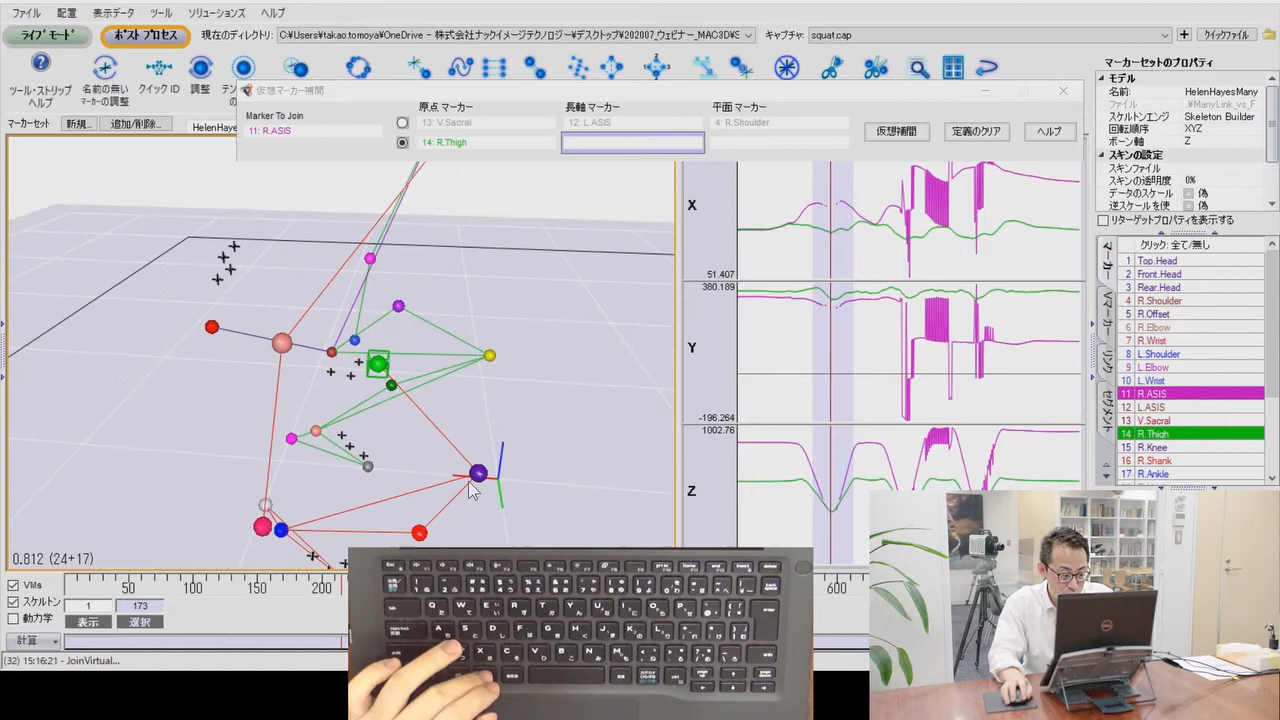 ファイル 配置 表示データ ツール ソリューションズ ヘルプ
ライブ モード ポスト プロセス 現在のディレクトリ: C:¥Users¥takao.tomoya¥OneDrive - 株式会社ナックイメージテクノロジー¥デスクトップ¥202007_ウェビナー_MAC3D¥S キャプチャ: squat.cap クイックファイル
ツール・ストリップ ヘルプ
名前の無い マーカーの調整
クイック ID
調整
マーカーセット 新規... 追加/削除... HelenHayes
仮想マーカー補間
Marker To Join
11: R.ASIS
原点 マーカー 長軸 マーカー 平面 マーカー
13: V.Sacral 12: L.ASIS 4: R.Shoulder
14: R.Thigh
仮想補間 定義のクリア ヘルプ
マーカーセットのプロパティ
モデル
名前: HelenHayesMany
ファイル .¥ManyLink_vs_F
スケルトンエンジ Skeleton Builder
回転順序 XYZ
ボーン軸 Z
スキンの設定
スキンファイル
スキンの透明度 0%
データのスケール 偽
逆スケールを使 偽
リターゲットプロパティを表示する
クリック: 全て/無し
マーカー
Vマーカー
リンク
セグメント
1 Top.Head
2 Front.Head
3 Rear.Head
4 R.Shoulder
5 R.Offset
6 R.Elbow
7 R.Wrist
8 L.Shoulder
9 L.Elbow
10 L.Wrist
11 R.ASIS
12 L.ASIS
13 V.Sacral
14 R.Thigh
15 R.Knee
16 R.Shank
17 R.Ankle
X
51.407
380.189
Y
-196.264
1002.76
Z
0.812 (24+17)
VMs
スケルトン
動力学
50 100 150 200 600
1 173
表示 選択
計算
(32) 15:16:21 - JoinVirtual...
DELL